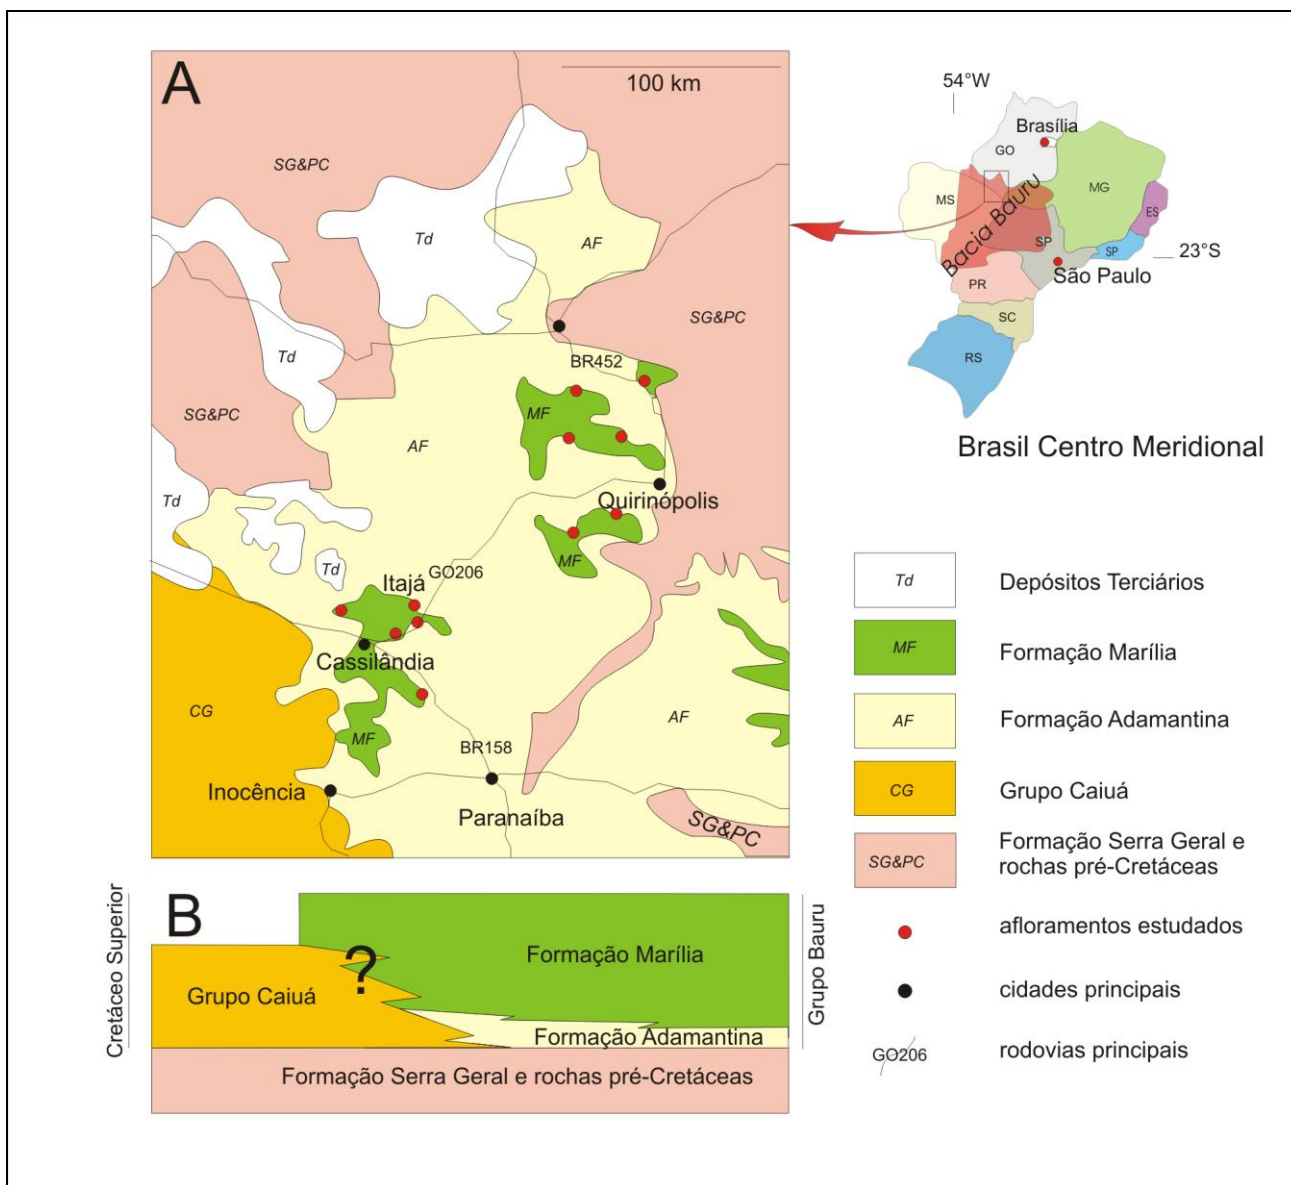 A
100 km
SG&PC
Td
AF
SG&PC
Td
BR452
SG&PC
MF
AF
Td
Quirinópolis
MF
Td
Itajá
GO206
Cassilândia
CG
AF
MF
BR158
Inocência
Paranaíba
SG&PC
54°W
Brasília
GO
MS
MG
ES
Bacia Bauru
SP
SP
23°S
São Paulo
PR
SC
RS
Brasil Centro Meridional
Td
Depósitos Terciários
MF
Formação Marília
AF
Formação Adamantina
CG
Grupo Caiuá
SG&PC
Formação Serra Geral e
rochas pré-Cretáceas
afloramentos estudados
cidades principais
GO206
rodovias principais
B
Cretáceo Superior
Formação Marília
?
Grupo Caiuá
Formação Adamantina
Grupo Bauru
Formação Serra Geral e rochas pré-Cretáceas